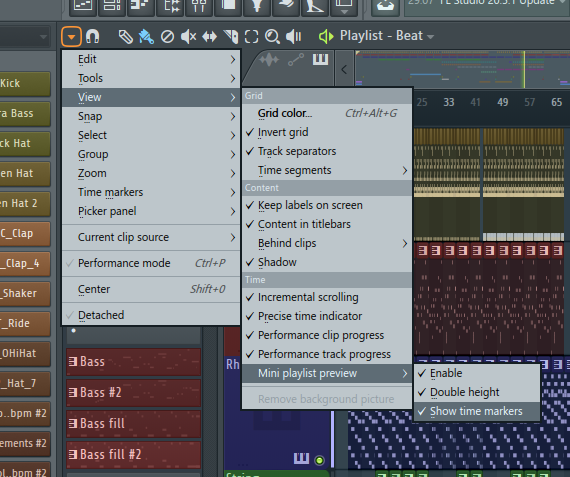 29:07 FL Studio 20.5.1 Update
Playlist - Beat
Kick
ra Bass
ck Hat
en Hat
en Hat 2
C_Clap
_Clap_4
_Shaker
T_Ride
_OHiHat
_Hat_7
o..bpm #2
ements #2
ol..bpm #2
Edit
Tools
View
Snap
Select
Group
Zoom
Time markers
Picker panel
Current clip source
Performance mode Ctrl+P
Center Shift+0
Detached
Grid
Grid color... Ctrl+Alt+G
Invert grid
Track separators
Time segments
Content
Keep labels on screen
Content in titlebars
Behind clips
Shadow
Time
Incremental scrolling
Precise time indicator
Performance clip progress
Performance track progress
Mini playlist preview
Remove background picture
Enable
Double height
Show time markers
25 33 41 49 57 65
Bass
Bass #2
Bass fill
Bass fill #2
Rh
String